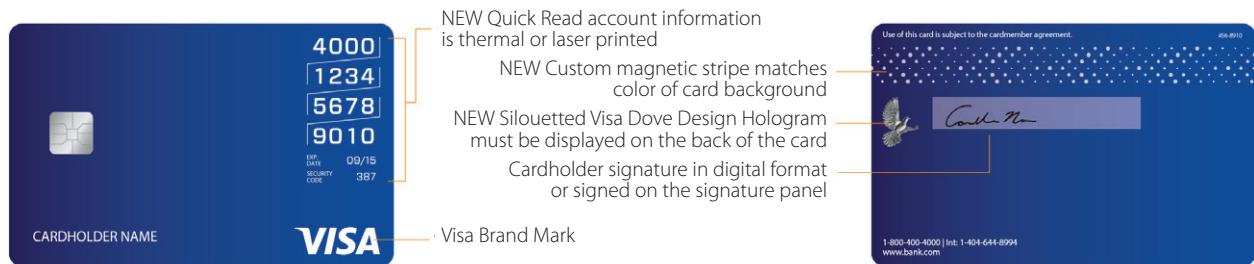 4000
1234
5678
9010
EXP. DATE 09/15
SECURITY CODE 387
CARDHOLDER NAME
VISA
NEW Quick Read account information
is thermal or laser printed
NEW Custom magnetic stripe matches
color of card background
NEW Silouetted Visa Dove Design Hologram
must be displayed on the back of the card
Cardholder signature in digital format
or signed on the signature panel
Visa Brand Mark
Use of this card is subject to the cardmember agreement.
456-8910
1-800-400-4000 | Int: 1-404-644-8994
www.bank.com